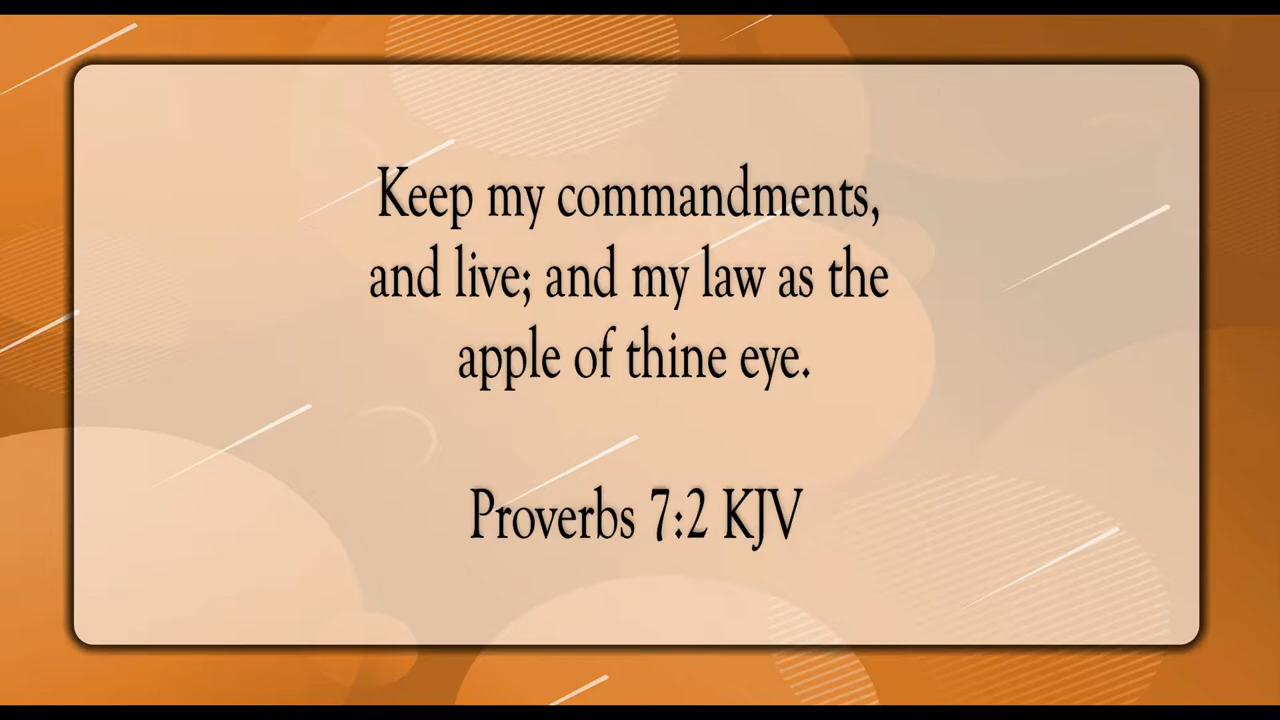 Keep my commandments,
and live; and my law as the
apple of thine eye.
Proverbs 7:2 KJV